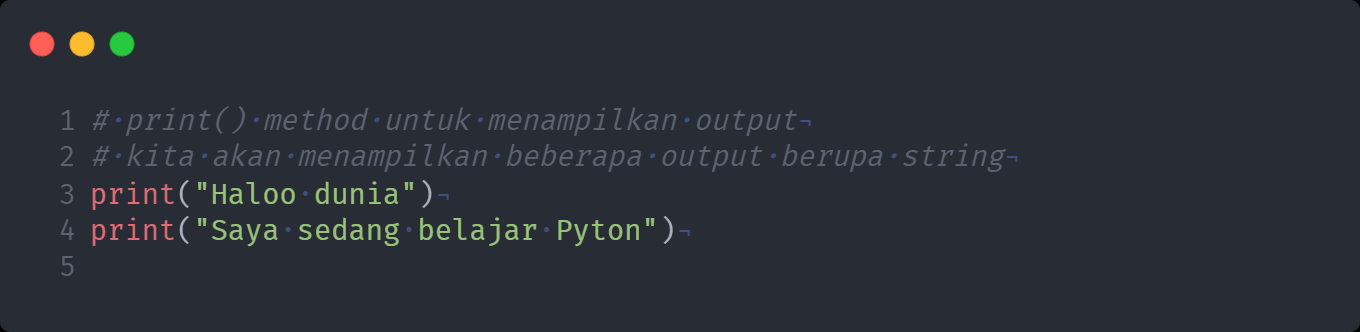 1 # print() method untuk menampilkan output
2 # kita akan menampilkan beberapa output berupa string
3 print("Haloo dunia")
4 print("Saya sedang belajar Pyton")
5